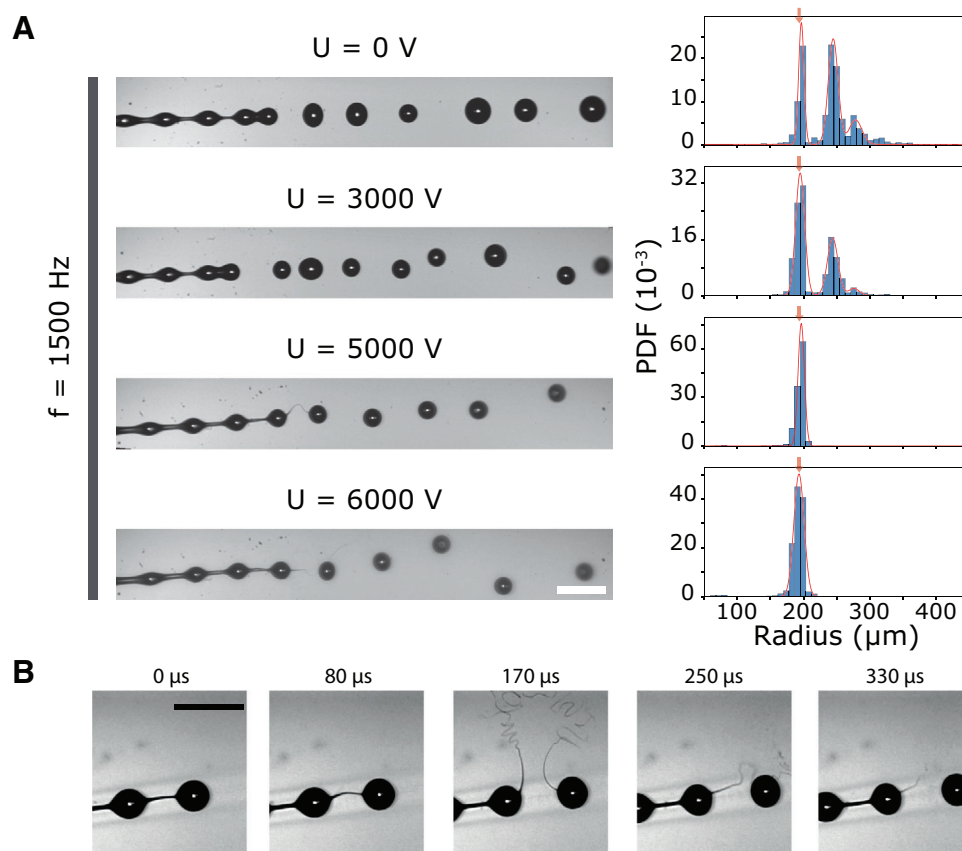 A
U = 0 V
U = 3000 V
U = 5000 V
U = 6000 V
f = 1500 Hz
20
10
0
32
16
0
60
30
0
40
20
0
PDF (10⁻³)
100 200 300 400
Radius (µm)
B
0 µs 80 µs 170 µs 250 µs 330 µs